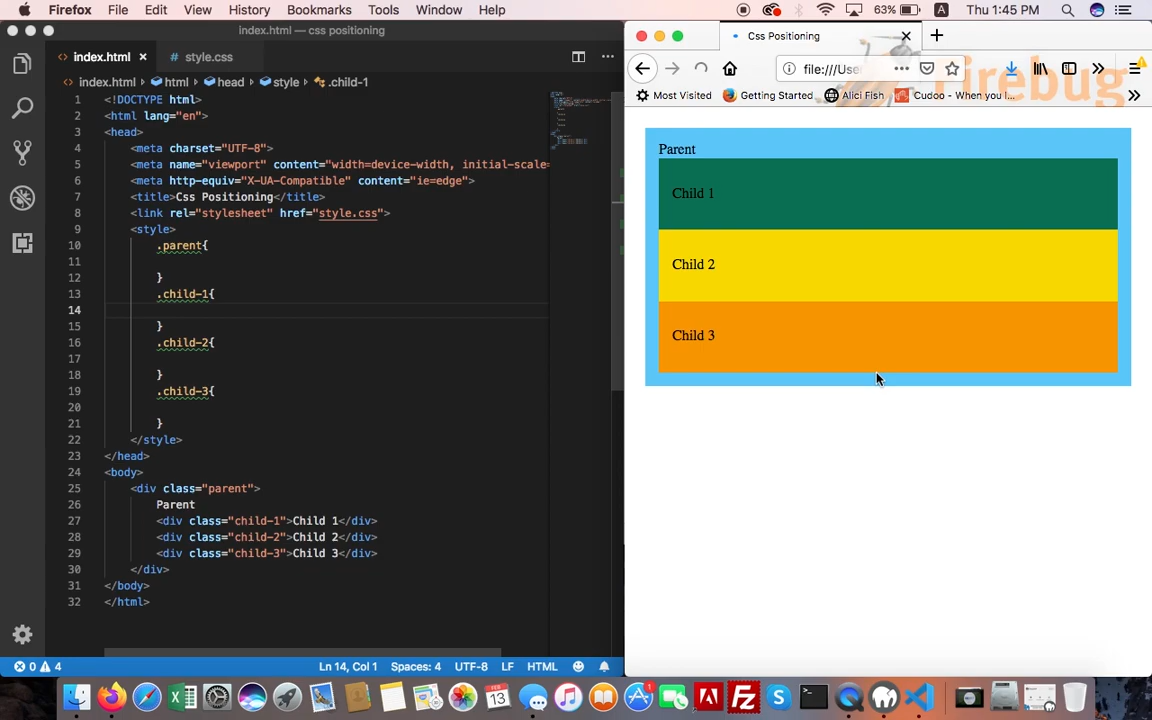 Firefox File Edit View History Bookmarks Tools Window Help 63% A Thu 1:45 PM
index.html — css positioning
index.html × # style.css ···
index.html > html > head > style > .child-1
1 <!DOCTYPE html>
2 <html lang="en">
3 <head>
4 <meta charset="UTF-8">
5 <meta name="viewport" content="width=device-width, initial-scale=
6 <meta http-equiv="X-UA-Compatible" content="ie=edge">
7 <title>Css Positioning</title>
8 <link rel="stylesheet" href="style.css">
9 <style>
10 .parent{
11
12 }
13 .child-1{
14
15 }
16 .child-2{
17
18 }
19 .child-3{
20
21 }
22 </style>
23 </head>
24 <body>
25 <div class="parent">
26 Parent
27 <div class="child-1">Child 1</div>
28 <div class="child-2">Child 2</div>
29 <div class="child-3">Child 3</div>
30 </div>
31 </body>
32 </html>
0 4 Ln 14, Col 1 Spaces: 4 UTF-8 LF HTML
Css Positioning
file:///Use
Firebug
Most Visited Getting Started Alici Fish Cudoo - When you l...
Parent
Child 1
Child 2
Child 3